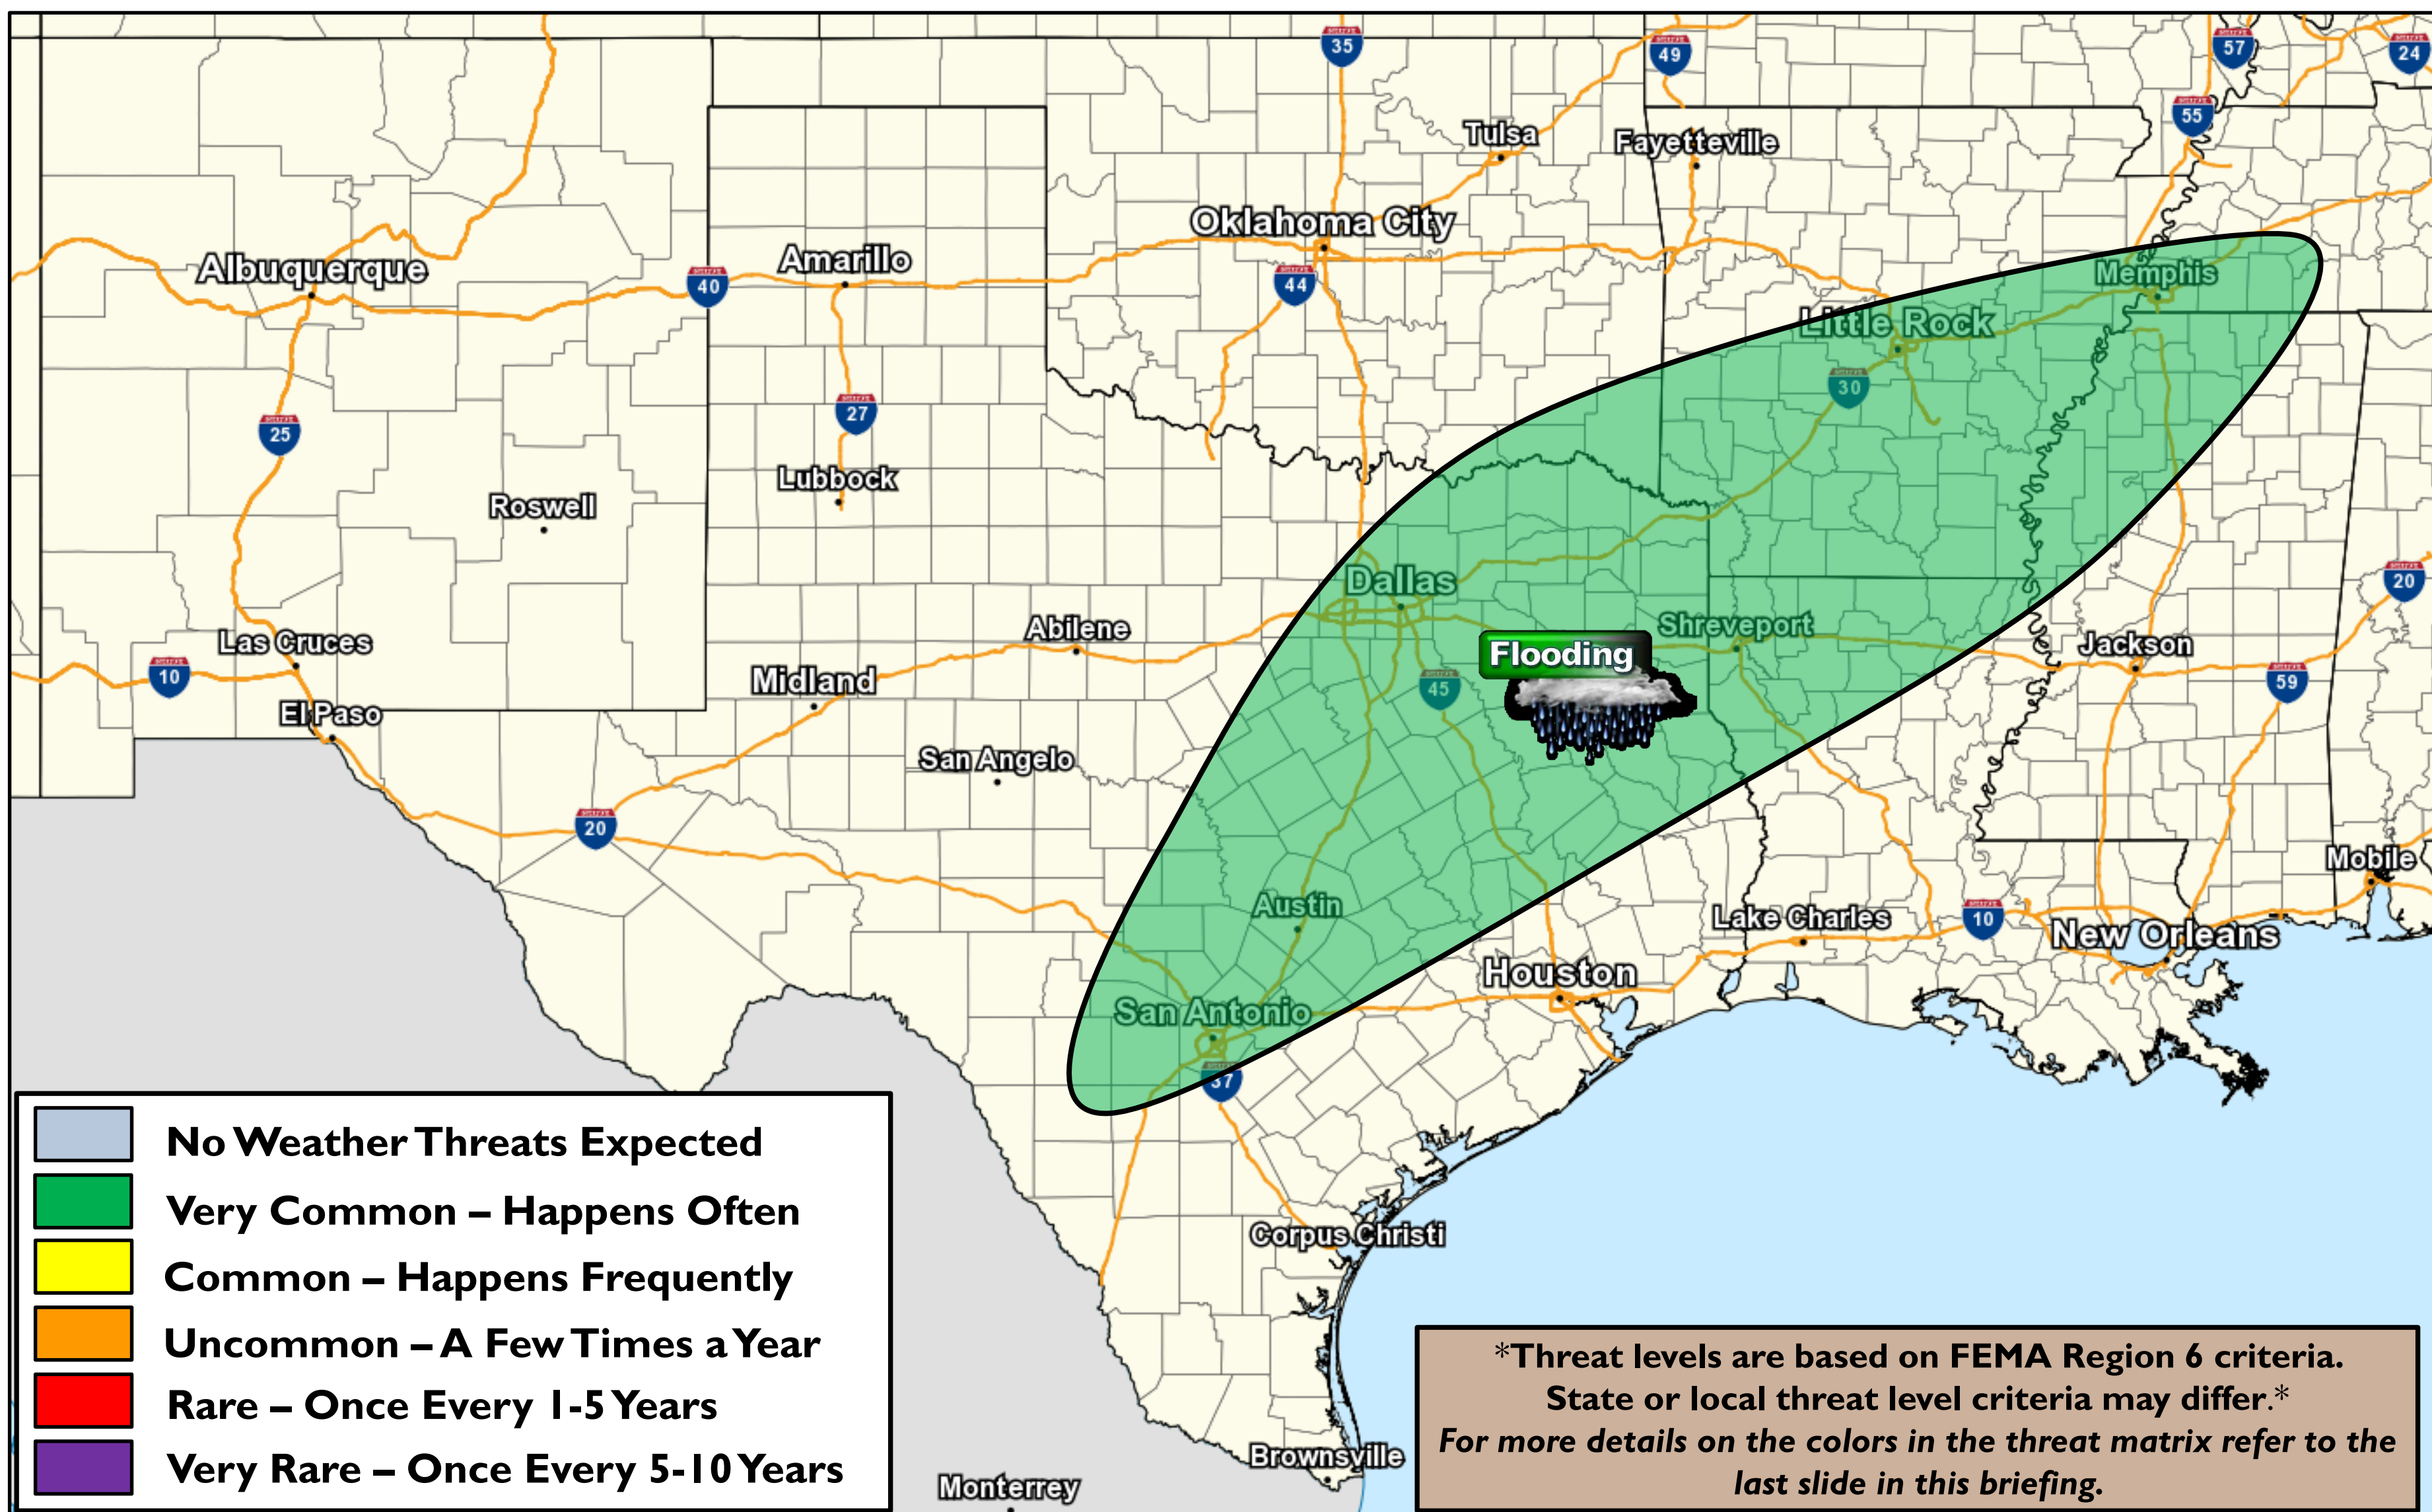 35
49
57
24
55
Tulsa
Fayetteville
Oklahoma City
Albuquerque
Amarillo
40
44
Memphis
Little Rock
30
27
25
Lubbock
Roswell
Dallas
20
Abilene
Shreveport
Las Cruces
Jackson
Flooding
10
Midland
45
59
El Paso
San Angelo
20
Mobile
Austin
Lake Charles
10
New Orleans
Houston
San Antonio
37
Corpus Christi
Brownsville
Monterrey
No Weather Threats Expected
Very Common – Happens Often
Common – Happens Frequently
Uncommon – A Few Times a Year
Rare – Once Every 1-5 Years
Very Rare – Once Every 5-10 Years
*Threat levels are based on FEMA Region 6 criteria.
State or local threat level criteria may differ.*
For more details on the colors in the threat matrix refer to the
last slide in this briefing.